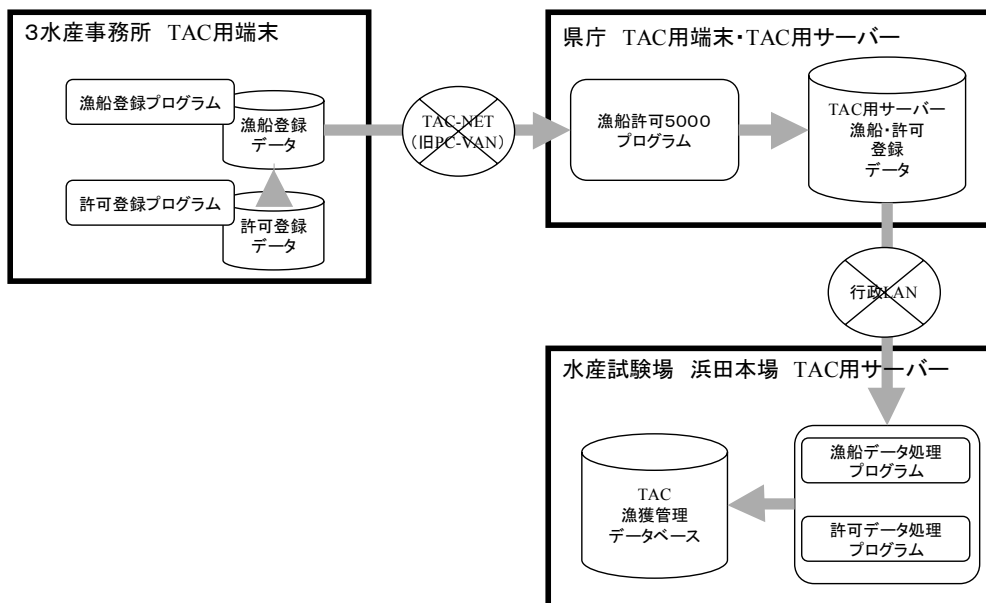 3水産事務所 TAC用端末
漁船登録プログラム
漁船登録
データ
許可登録プログラム
許可登録
データ
TAC-NET
(旧PC-VAN)
県庁 TAC用端末・TAC用サーバー
漁船許可5000
プログラム
TAC用サーバー
漁船・許可
登録
データ
行政LAN
水産試験場 浜田本場 TAC用サーバー
漁船データ処理
プログラム
許可データ処理
プログラム
TAC
漁獲管理
データベース